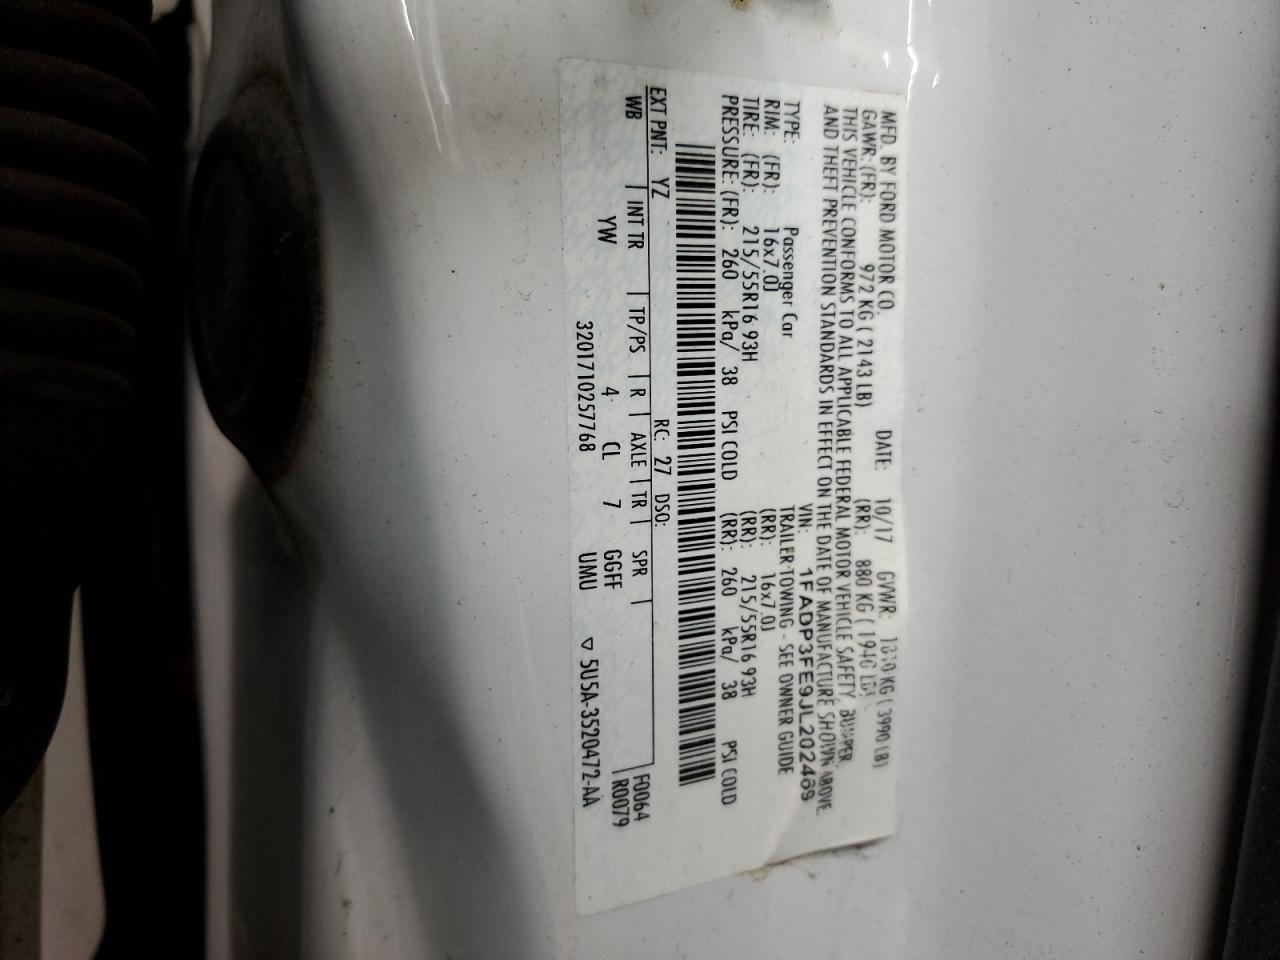 MFD. BY FORD MOTOR CO. DATE: 10/17 GVWR: KG ( 3990 LB)
GAWR: (FR): 972 KG ( 2143 LB) (RR): 880 KG ( 1940 LB)
THIS VEHICLE CONFORMS TO ALL APPLICABLE FEDERAL MOTOR VEHICLE SAFETY, BUMPER,
AND THEFT PREVENTION STANDARDS IN EFFECT ON THE DATE OF MANUFACTURE SHOWN ABOVE.
VIN: 1FADP3FE9JL202469
TYPE: Passenger Car TRAILER TOWING - SEE OWNER GUIDE
RIM: (FR): 16x7.0J (RR): 16x7.0J
TIRE: (FR): 215/55R16 93H (RR): 215/55R16 93H
PRESSURE: (FR): 260 kPa/ 38 PSI COLD (RR): 260 kPa/ 38 PSI COLD
EXT PNT: YZ RC: 27 DSO: F0064
WB INT TR TP/PS R AXLE TR SPR R0079
YW 4 CL 7 GGFF
3201710257768 UMU ▽ 5U5A-3520472-AA